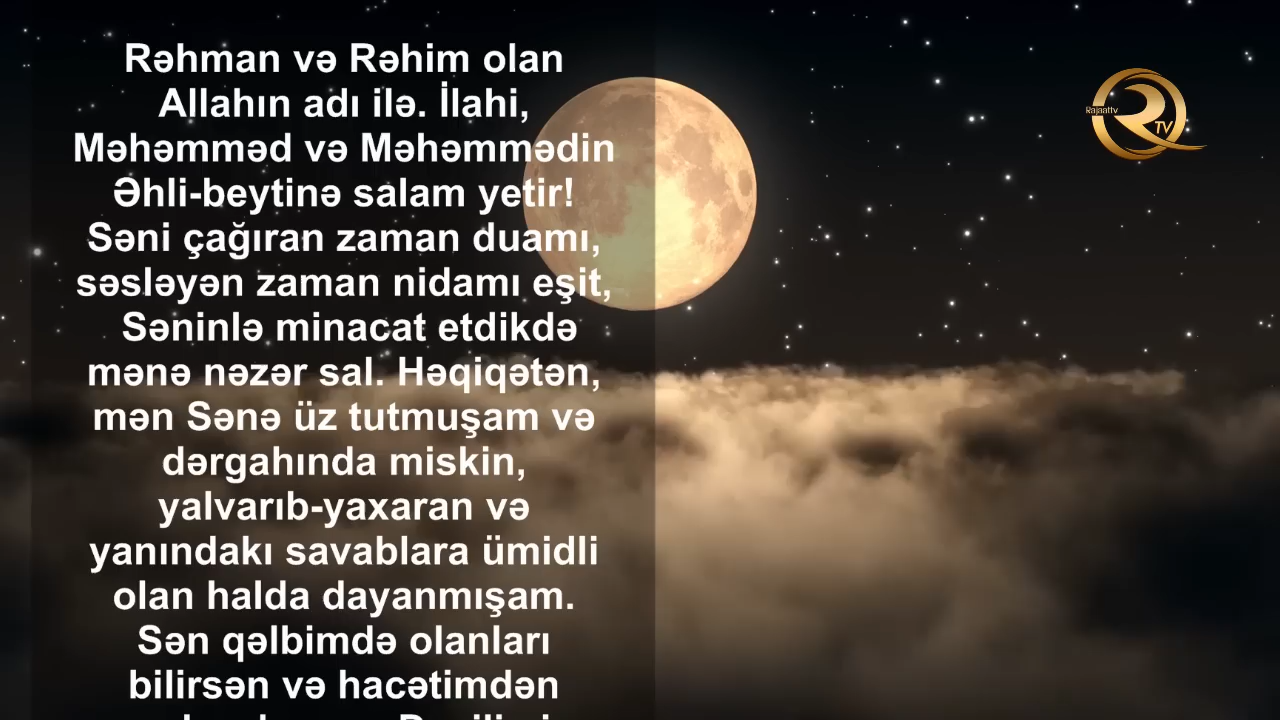 Rəhman və Rəhim olan
Allahın adı ilə. İlahi,
Məhəmməd və Məhəmmədin
Əhli-beytinə salam yetir!
Səni çağıran zaman duamı,
səsləyən zaman nidamı eşit,
Səninlə minacat etdikdə
mənə nəzər sal. Həqiqətən,
mən Sənə üz tutmuşam və
dərgahında miskin,
yalvarıb-yaxaran və
yanındakı savablara ümidli
olan halda dayanmışam.
Sən qəlbimdə olanları
bilirsən və hacətimdən
Rajaattv
TV